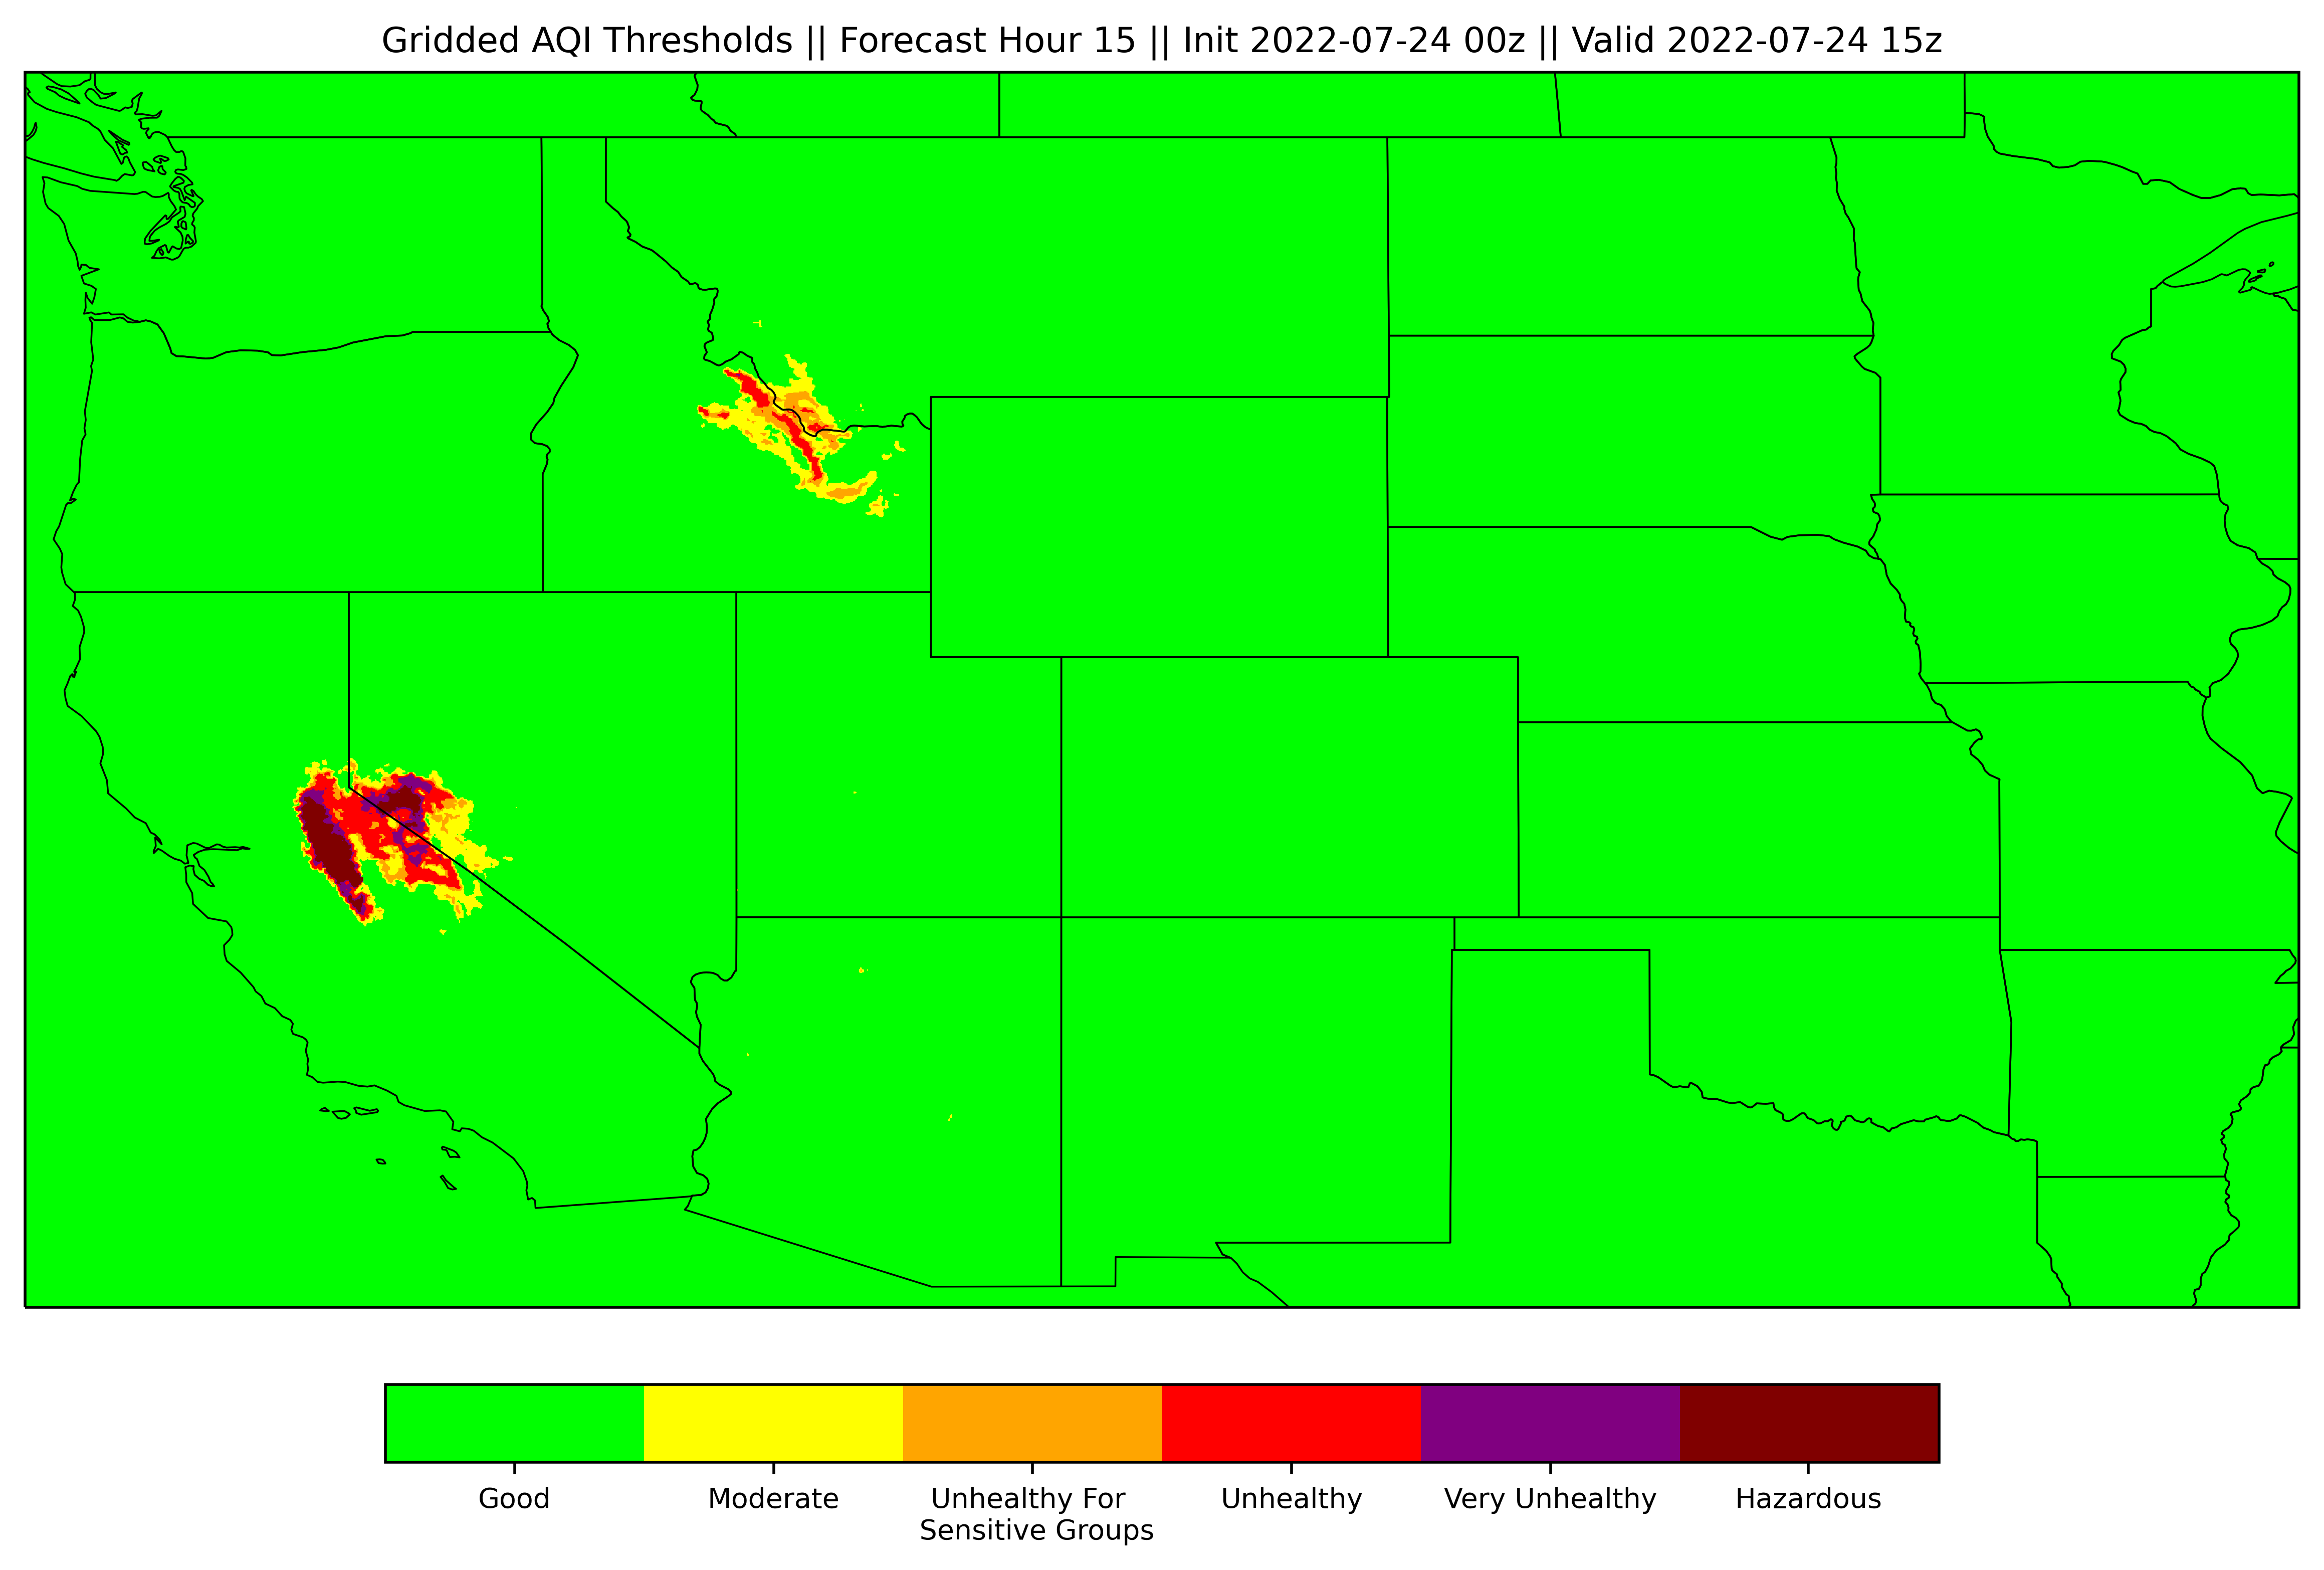 Gridded AQI Thresholds || Forecast Hour 15 || Init 2022-07-24 00z || Valid 2022-07-24 15z
Good Moderate Unhealthy For Unhealthy Very Unhealthy Hazardous
Sensitive Groups